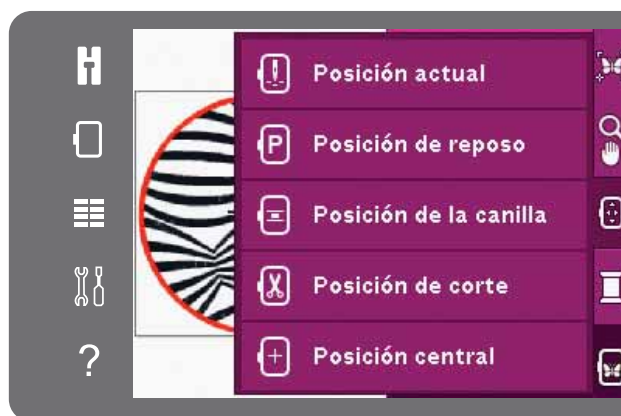 Posición actual
P
Posición de reposo
Posición de la canilla
Posición de corte
Posición central
?